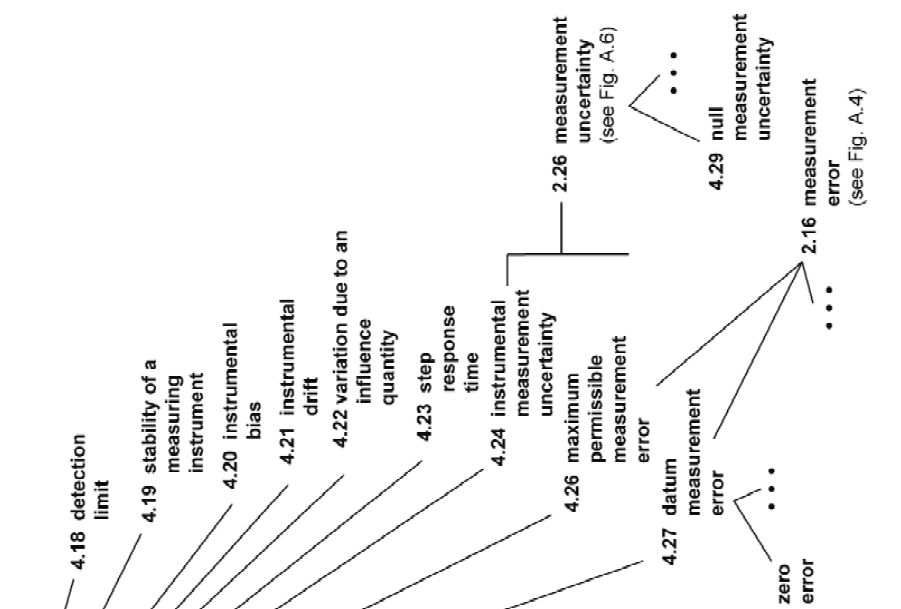 4.18 detection
limit
4.19 stability of a
measuring
instrument
4.20 instrumental
bias
4.21 instrumental
drift
4.22 variation due to an
influence
quantity
4.23 step
response
time
4.24 instrumental
measurement
uncertainty
2.26 measurement
uncertainty
(see Fig. A.6)
4.26 maximum
permissible
measurement
error
4.27 datum
measurement
error
4.29 null
measurement
uncertainty
zero
error
2.16 measurement
error
(see Fig. A.4)